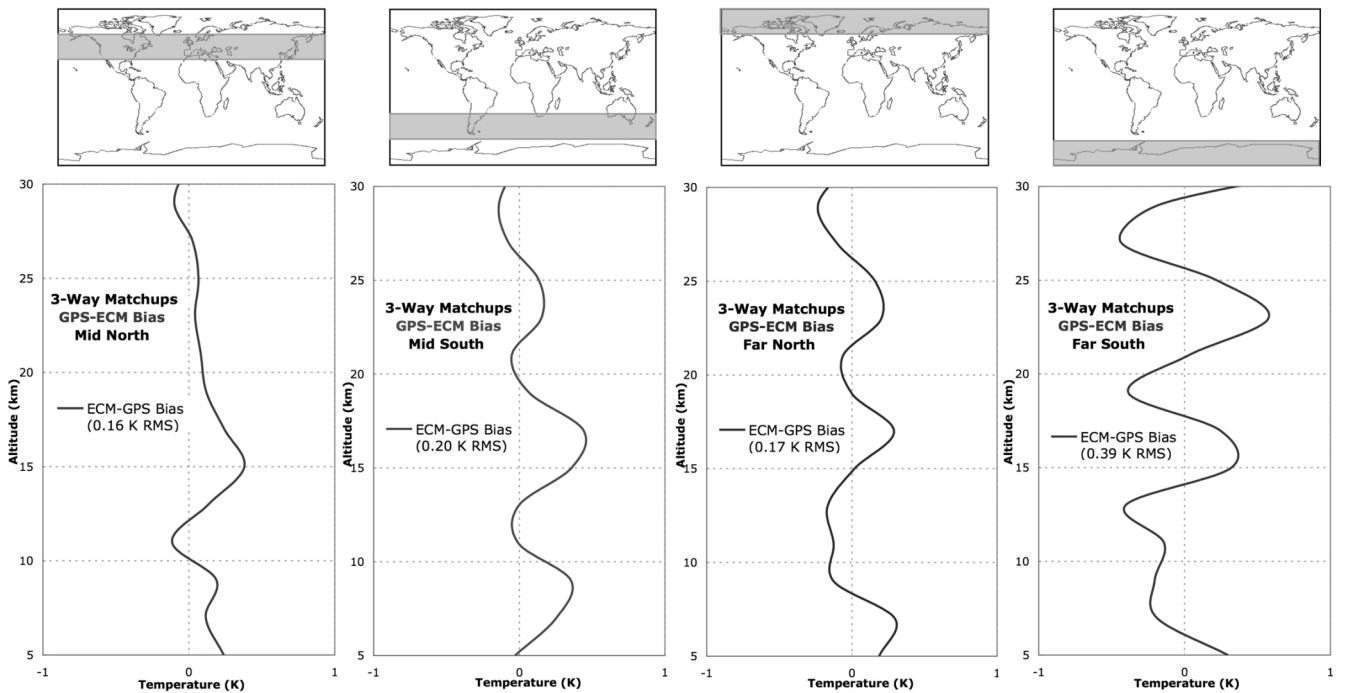 30
25
20
15
10
5
Altitude (km)
3-Way Matchups
GPS-ECM Bias
Mid North
ECM-GPS Bias
(0.16 K RMS)
-1
0
1
Temperature (K)
30
25
20
15
10
5
Altitude (km)
3-Way Matchups
GPS-ECM Bias
Mid South
ECM-GPS Bias
(0.20 K RMS)
-1
0
1
Temperature (K)
30
25
20
15
10
5
Altitude (km)
3-Way Matchups
GPS-ECM Bias
Far North
ECM-GPS Bias
(0.17 K RMS)
-1
0
1
Temperature (K)
30
25
20
15
10
5
Altitude (km)
3-Way Matchups
GPS-ECM Bias
Far South
ECM-GPS Bias
(0.39 K RMS)
-1
0
1
Temperature (K)